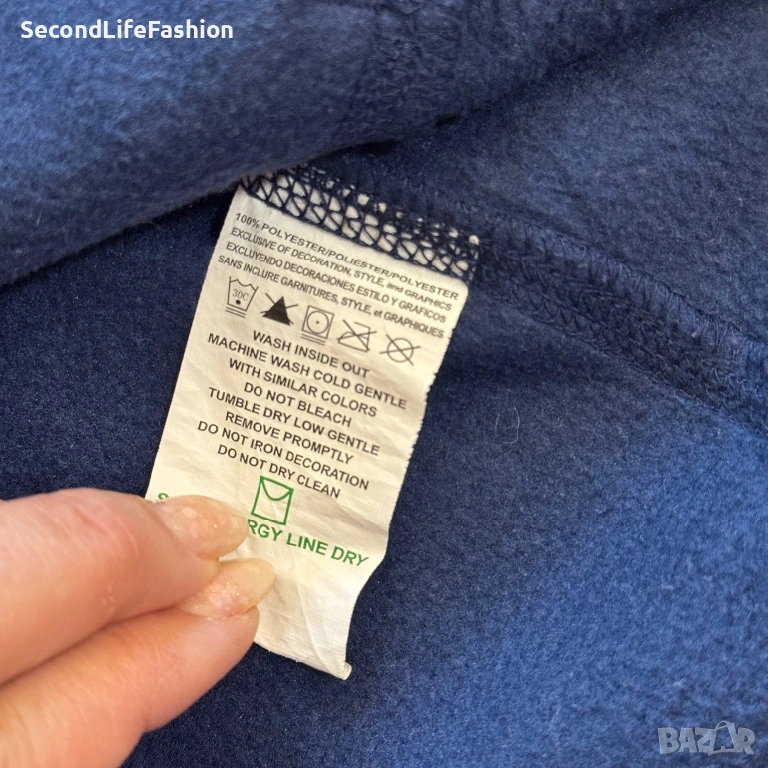 SecondLifeFashion
100% POLYESTER/POLIESTER/POLYESTER
EXCLUSIVE OF DECORATION, STYLE, and GRAPHICS
EXCLUYENDO DECORACIONES ESTILO Y GRAFICOS
SANS INCLURE GARNITURES, STYLE, et GRAPHIQUES
30C
WASH INSIDE OUT
MACHINE WASH COLD GENTLE
WITH SIMILAR COLORS
DO NOT BLEACH
TUMBLE DRY LOW GENTLE
REMOVE PROMPTLY
DO NOT IRON DECORATION
DO NOT DRY CLEAN
LINE DRY
BAZAR